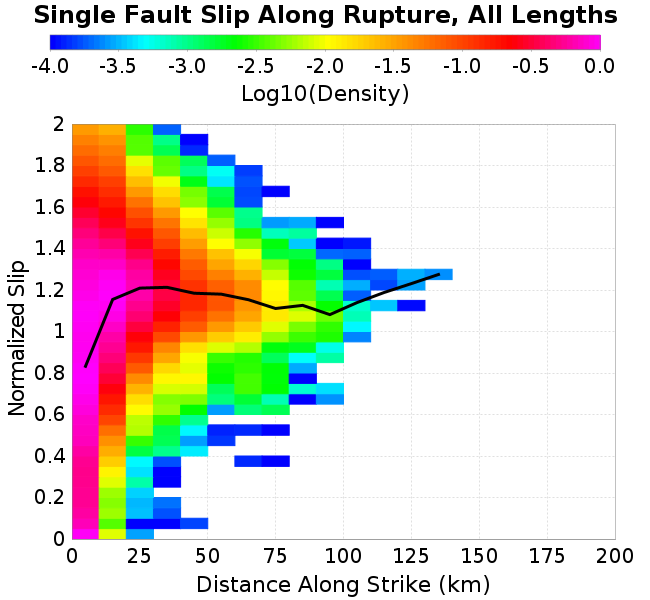 Single Fault Slip Along Rupture, All Lengths
-4.0 -3.5 -3.0 -2.5 -2.0 -1.5 -1.0 -0.5 0.0
Log10(Density)
2
1.8
1.6
1.4
1.2
1
0.8
0.6
0.4
0.2
0
Normalized Slip
0 25 50 75 100 125 150 175 200
Distance Along Strike (km)